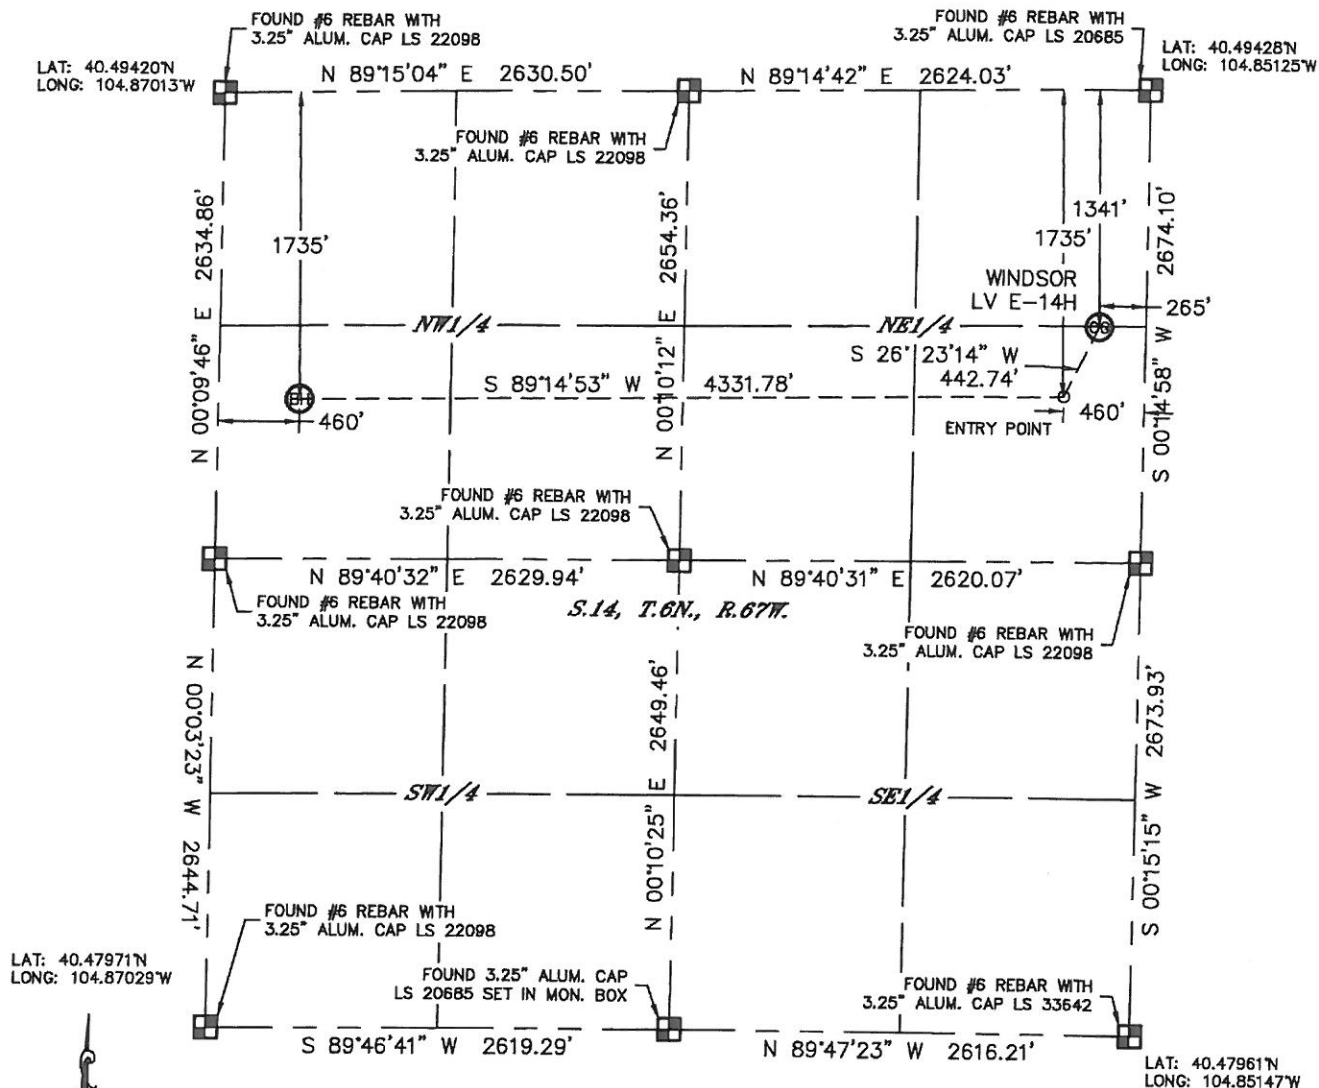 FOUND #6 REBAR WITH
3.25" ALUM. CAP LS 22098
FOUND #6 REBAR WITH
3.25" ALUM. CAP LS 20685
LAT: 40.49420°N
LONG: 104.87013°W
N 89°15'04" E 2630.50'
N 89°14'42" E 2624.03'
LAT: 40.49428°N
LONG: 104.85125°W
FOUND #6 REBAR WITH
3.25" ALUM. CAP LS 22098
N 00°09'46" E 2634.86'
1735'
N 00°10'12" E 2654.36'
1735'
1341'
S 00°14'58" W 2674.10'
WINDSOR
LV E-14H
265'
NW1/4
NE1/4
OG
S 26°23'14" W
442.74'
S 89°14'53" W 4331.78'
BH
460'
460'
ENTRY POINT
FOUND #6 REBAR WITH
3.25" ALUM. CAP LS 22098
N 89°40'32" E 2629.94'
N 89°40'31" E 2620.07'
FOUND #6 REBAR WITH
3.25" ALUM. CAP LS 22098
S.14, T.6N., R.67W.
FOUND #6 REBAR WITH
3.25" ALUM. CAP LS 22098
N 00°03'23" W 2644.71'
N 00°10'25" E 2649.46'
S 00°15'15" W 2673.93'
SW1/4
SE1/4
FOUND #6 REBAR WITH
3.25" ALUM. CAP LS 22098
LAT: 40.47971°N
LONG: 104.87029°W
FOUND 3.25" ALUM. CAP
LS 20685 SET IN MON. BOX
FOUND #6 REBAR WITH
3.25" ALUM. CAP LS 33642
S 89°46'41" W 2619.29'
N 89°47'23" W 2616.21'
LAT: 40.47961°N
LONG: 104.85147°W